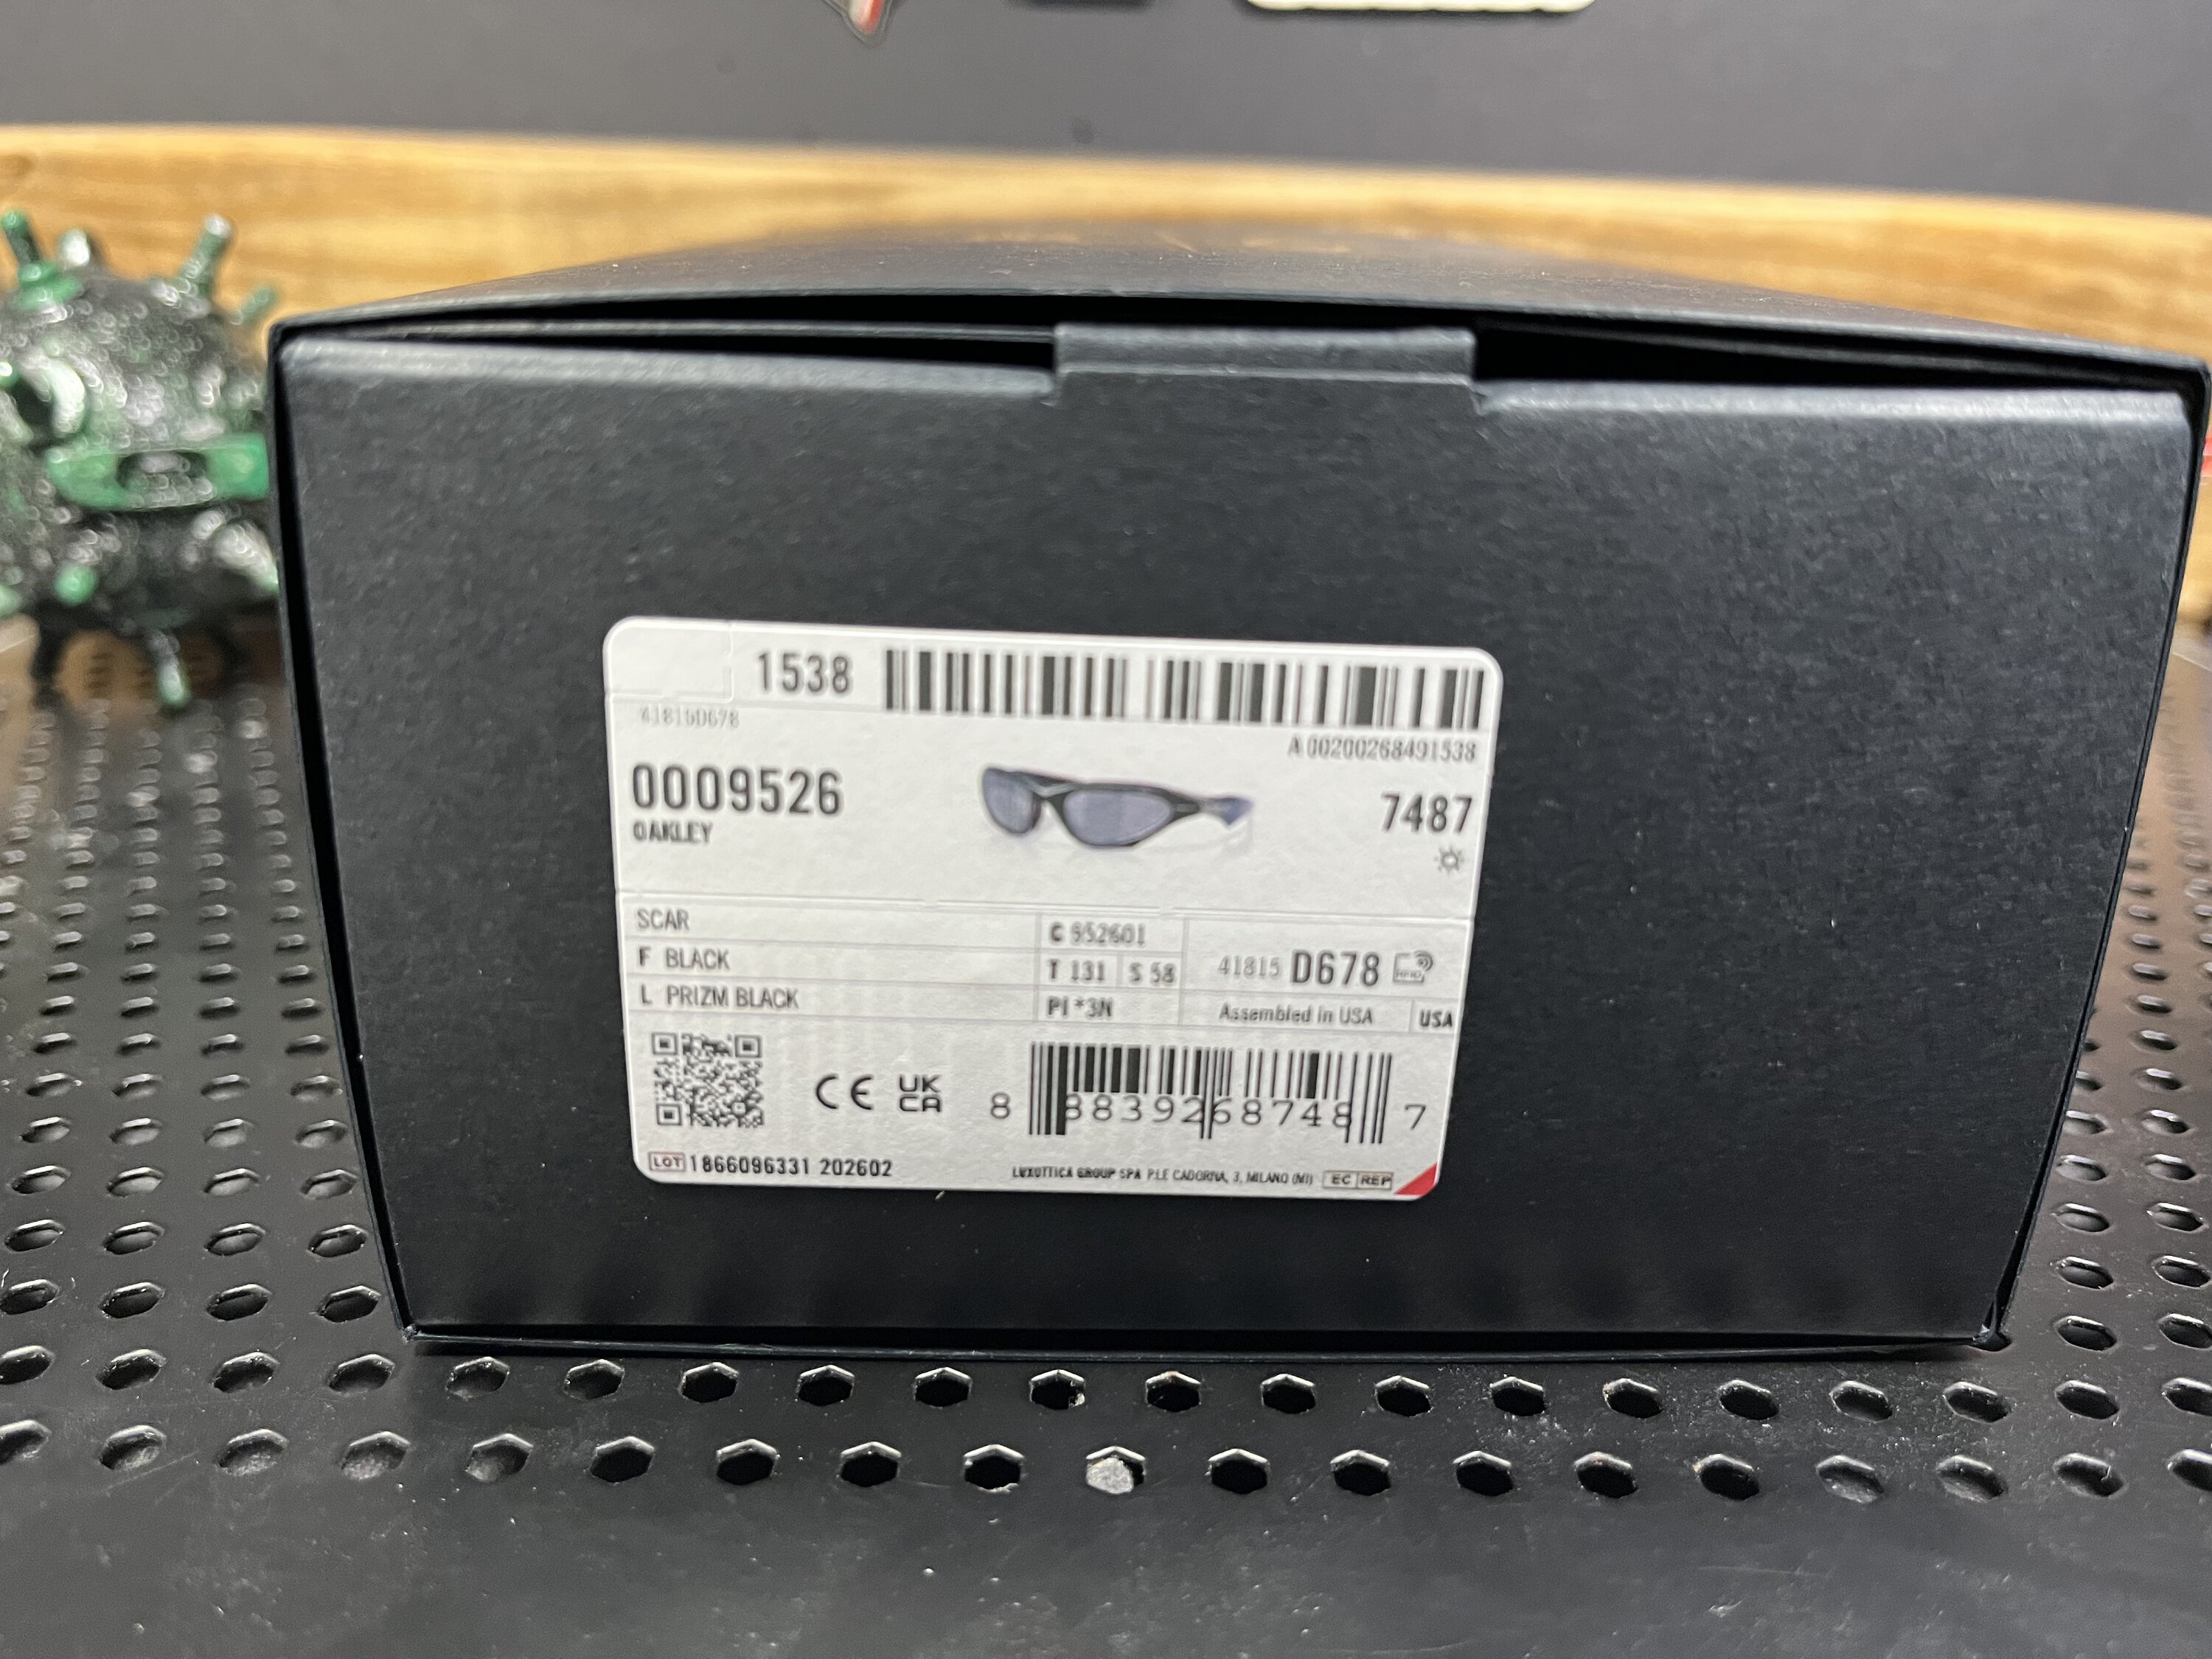 1538
41815D678
A 00200268491538
0009526
7487
OAKLEY
SCAR
C 952601
F BLACK
T 131 S 58
41815 D678
L PRIZM BLACK
PI *3N
Assembled in USA
USA
CE UK CA
8 88392 68748 7
LOT 1866096331 202602
LUXOTTICA GROUP SPA P.LE CADORNA, 3, MILANO (MI) EC REP